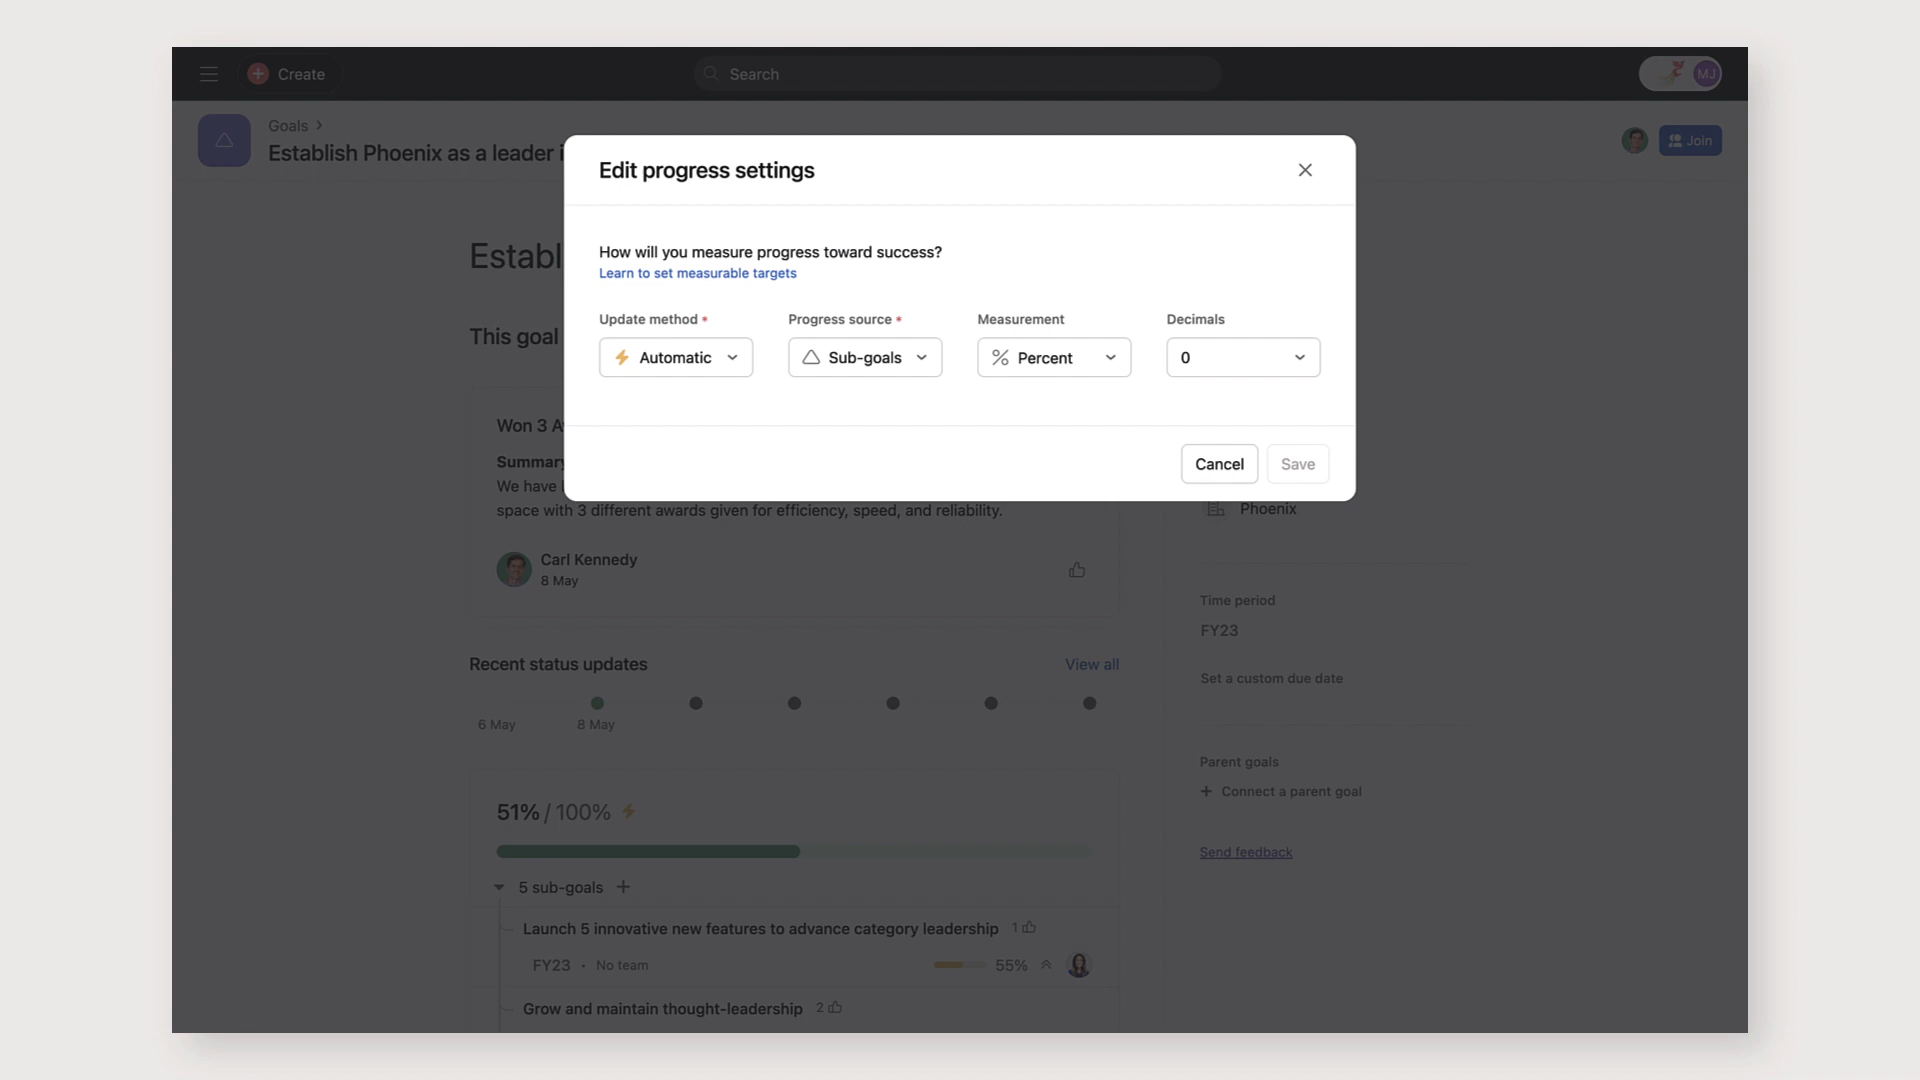 Create
Search
MJ
Goals
Establish Phoenix as a leader i
Join
Edit progress settings
How will you measure progress toward success?
Learn to set measurable targets
Update method *
Progress source *
Measurement
Decimals
Automatic
Sub-goals
Percent
0
Cancel
Save
Establ
This goal
Won 3 A
Summary
We have
space with 3 different awards given for efficiency, speed, and reliability.
Carl Kennedy
8 May
Phoenix
Time period
FY23
Set a custom due date
Parent goals
+ Connect a parent goal
Send feedback
Recent status updates
View all
6 May
8 May
51% / 100%
5 sub-goals +
Launch 5 innovative new features to advance category leadership 1
FY23 · No team
55%
Grow and maintain thought-leadership 2